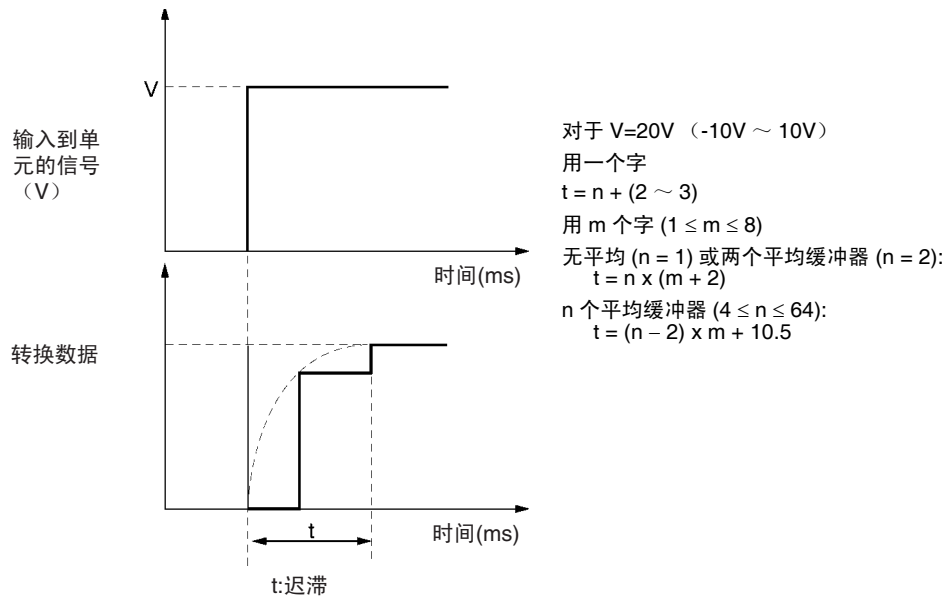 V
输入到单
元的信号
（V）
时间(ms)
对于 V=20V （-10V ～ 10V）
用一个字
t = n + (2 ～ 3)
用 m 个字 (1 ≤ m ≤ 8)
无平均 (n = 1) 或两个平均缓冲器 (n = 2):
t = n x (m + 2)
n 个平均缓冲器 (4 ≤ n ≤ 64):
t = (n − 2) x m + 10.5
转换数据
时间(ms)
t
t:迟滞